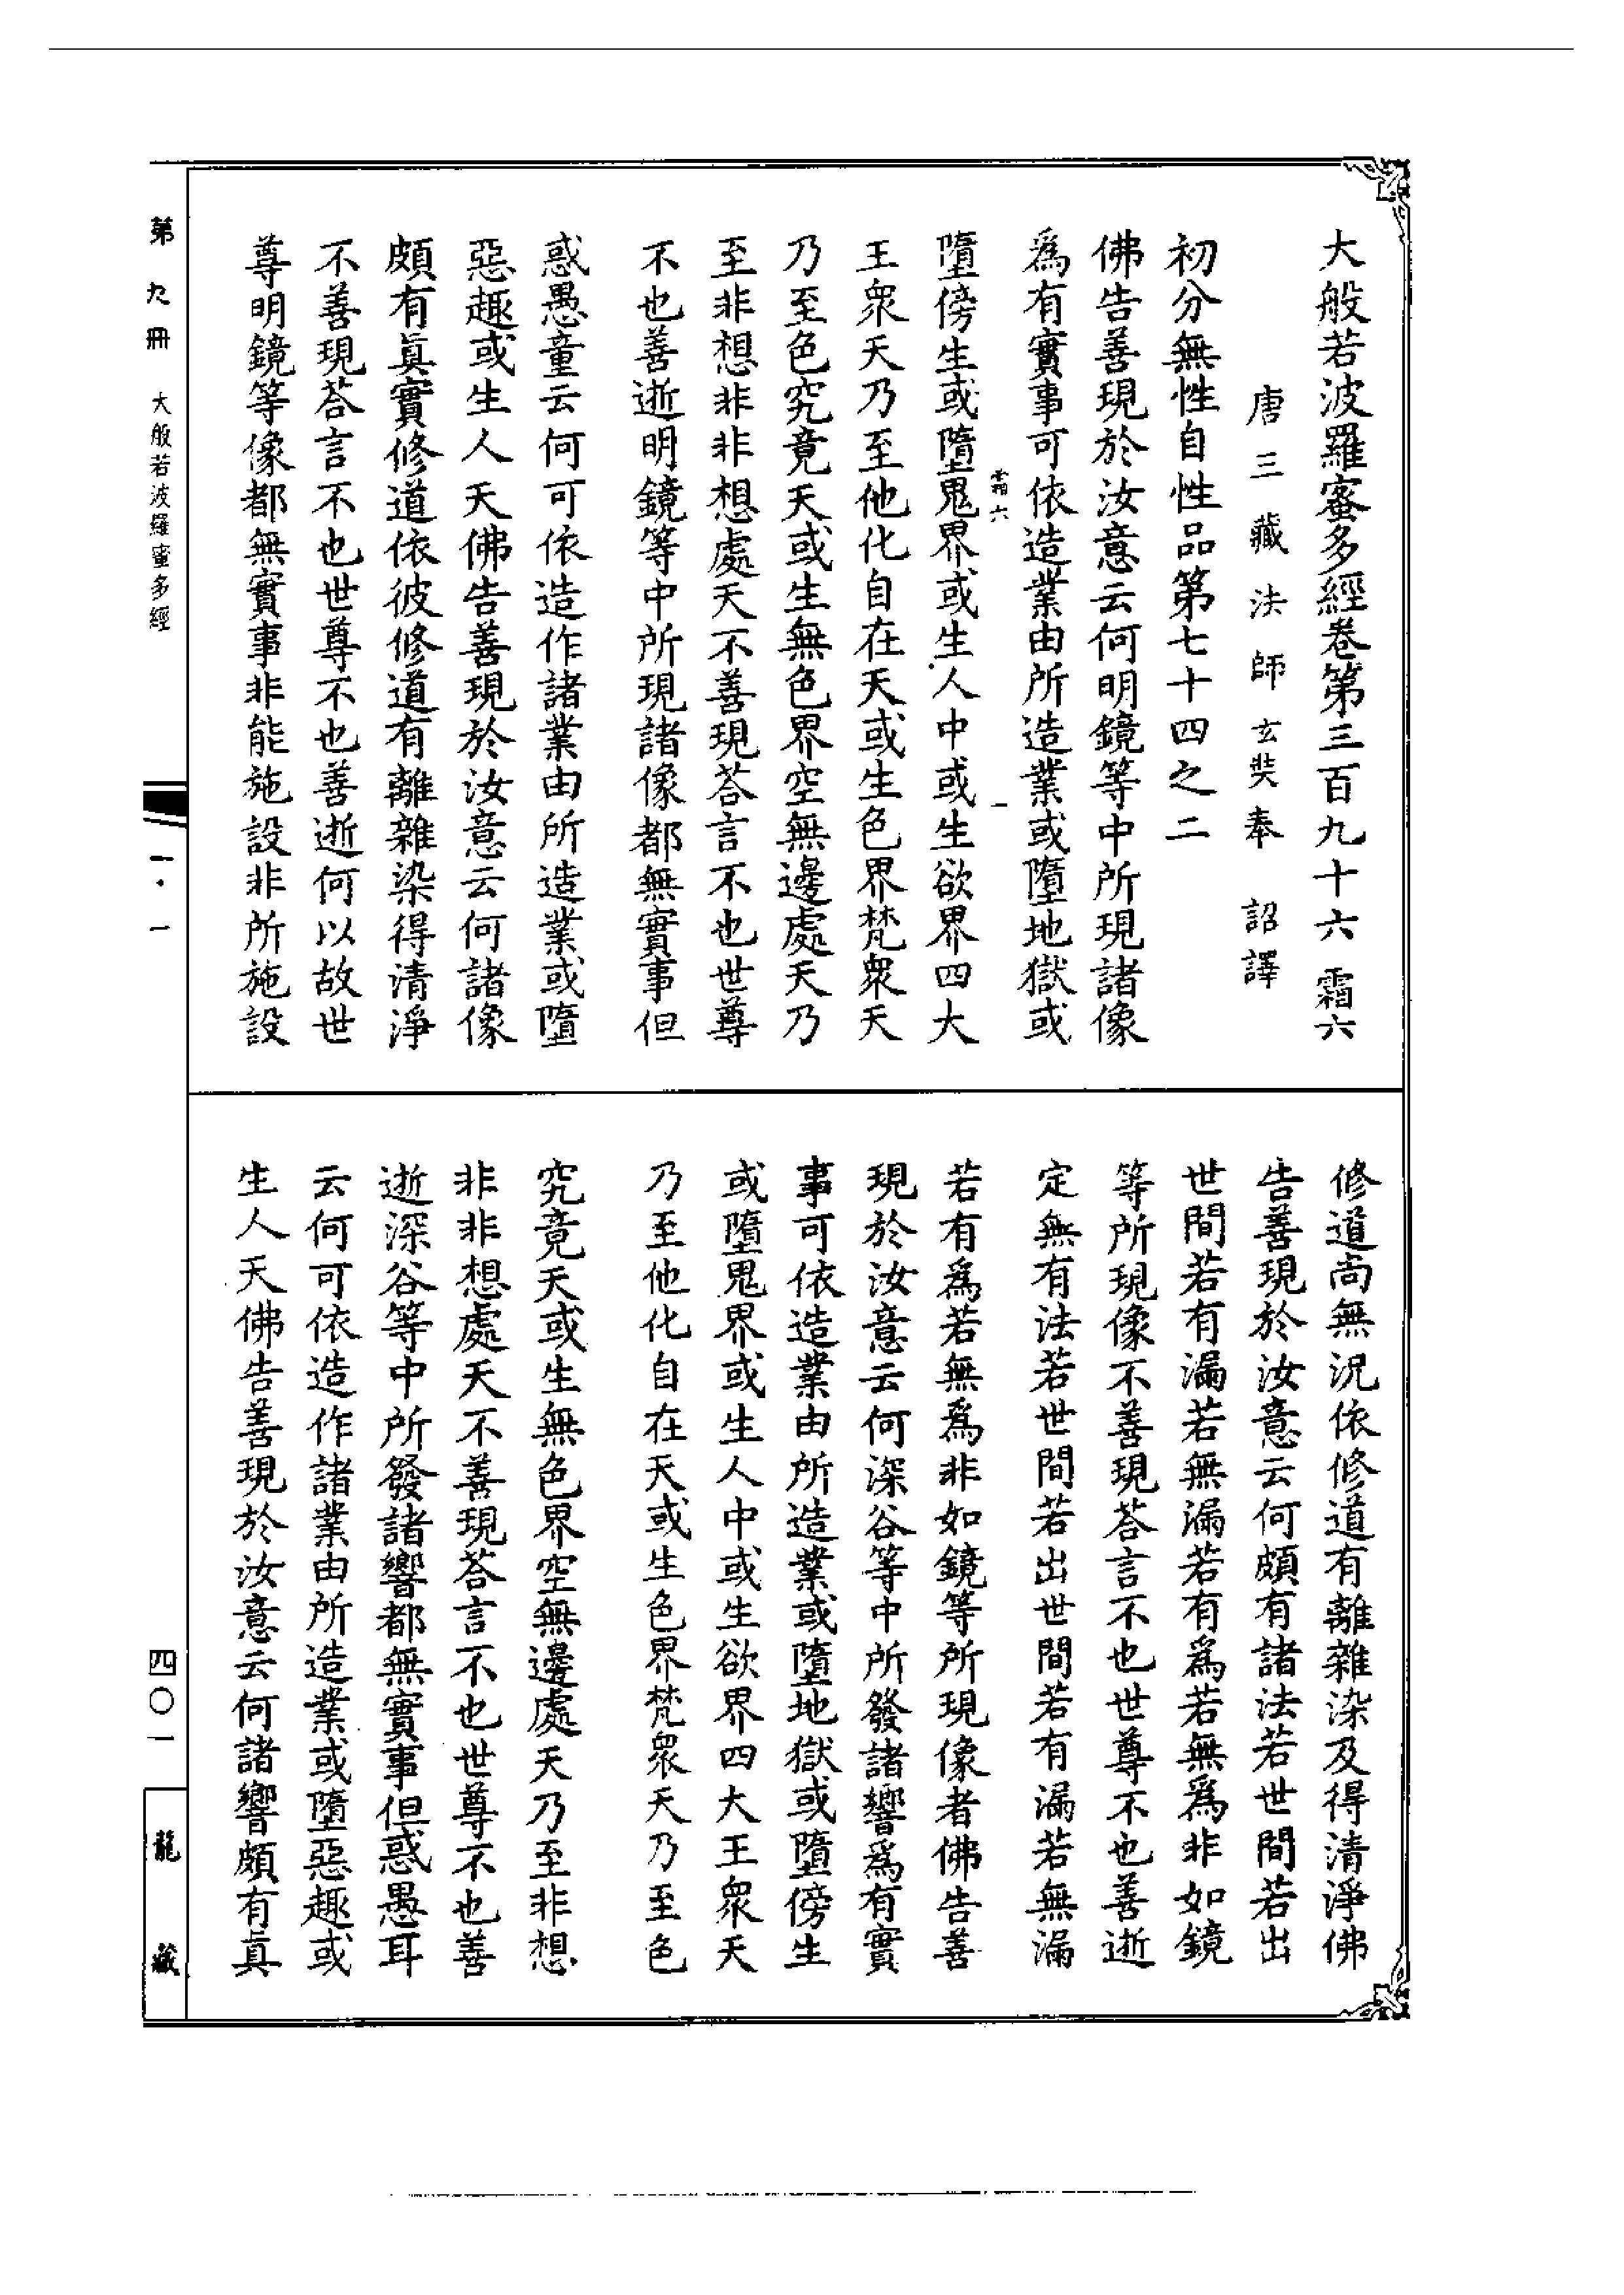 大般若波羅蜜多經卷第三百九十六 霜六
唐三藏法師玄奘奉 詔譯
初分無性自性品第七十四之二
佛告善現於汝意云何明鏡等中所現諸像
爲有實事可依造業由所造業或墮地獄或
霜六 一
墮傍生或墮鬼界或生人中或生欲界四大
王衆天乃至他化自在天或生色界梵衆天
乃至色究竟天或生無色界空無邊處天乃
至非想非非想處天不善現荅言不也世尊
不也善逝明鏡等中所現諸像都無實事但
惑愚童云何可依造作諸業由所造業或墮
惡趣或生人天佛告善現於汝意云何諸像
頗有眞實修道依彼修道有離雜染得清淨
不善現荅言不也世尊不也善逝何以故世
尊明鏡等像都無實事非能施設非所施設
修道尚無況依修道有離雜染及得清淨佛
告善現於汝意云何頗有諸法若世間若出
世間若有漏若無漏若有爲若無爲非如鏡
等所現像不善現荅言不也世尊不也善逝
定無有法若世間若出世間若有漏若無漏
若有爲若無爲非如鏡等所現像者佛告善
現於汝意云何深谷等中所發諸響爲有實
事可依造業由所造業或墮地獄或墮傍生
或墮鬼界或生人中或生欲界四大王衆天
乃至他化自在天或生色界梵衆天乃至色
究竟天或生無色界空無邊處天乃至非想
非非想處天不善現荅言不也世尊不也善
逝深谷等中所發諸響都無實事但惑愚耳
云何可依造作諸業由所造業或墮惡趣或
生人天佛告善現於汝意云何諸響頗有眞
第九冊 大般若波羅蜜多經 一·一 四〇一 龍藏